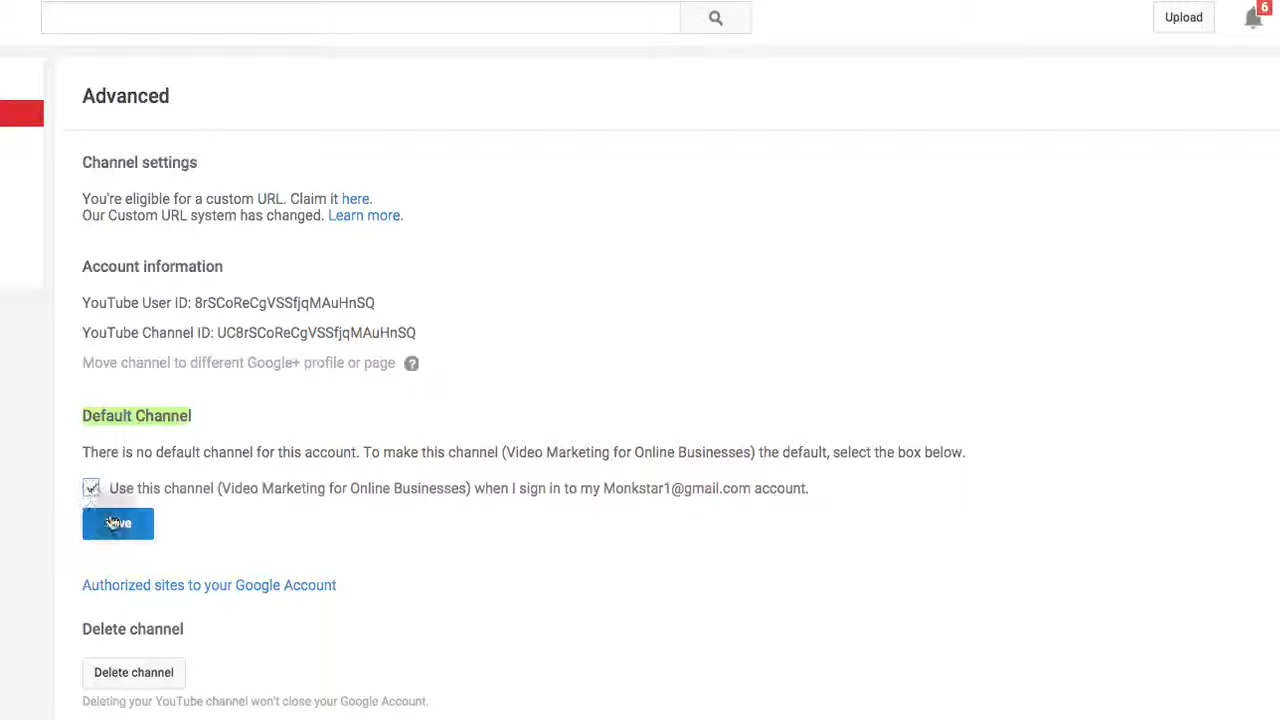 Upload
6
Advanced
Channel settings
You're eligible for a custom URL. Claim it here.
Our Custom URL system has changed. Learn more.
Account information
YouTube User ID: 8rSCoReCgVSSfjqMAuHnSQ
YouTube Channel ID: UC8rSCoReCgVSSfjqMAuHnSQ
Move channel to different Google+ profile or page ?
Default Channel
There is no default channel for this account. To make this channel (Video Marketing for Online Businesses) the default, select the box below.
Use this channel (Video Marketing for Online Businesses) when I sign in to my Monkstar1@gmail.com account.
Save
Authorized sites to your Google Account
Delete channel
Delete channel
Deleting your YouTube channel won't close your Google Account.